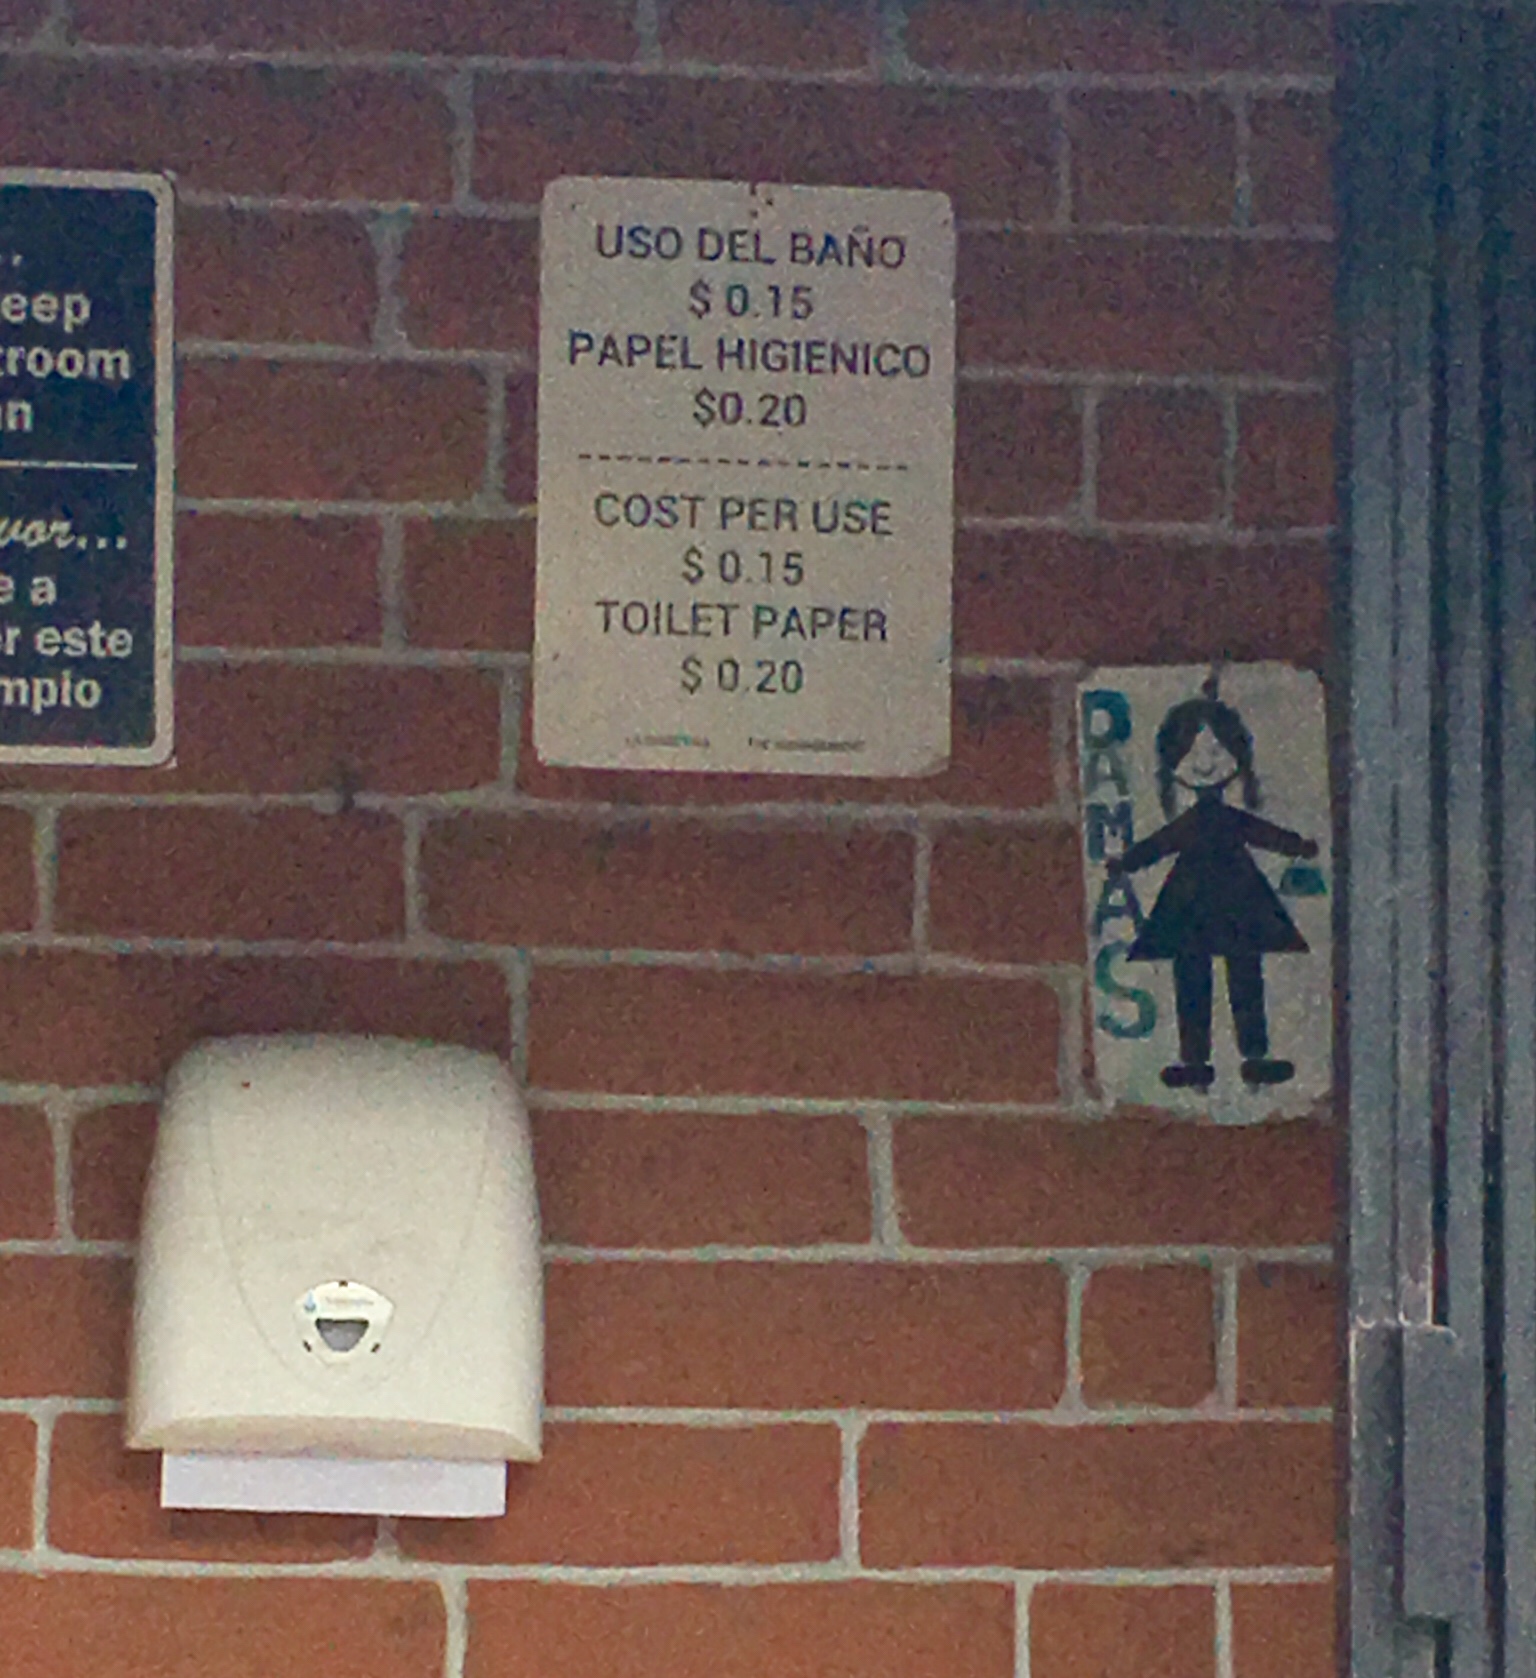 eep
troom
an
vor...
e a
r este
mpio
USO DEL BAÑO
$ 0.15
PAPEL HIGIENICO
$0.20
COST PER USE
$ 0.15
TOILET PAPER
$ 0.20
DAMAS